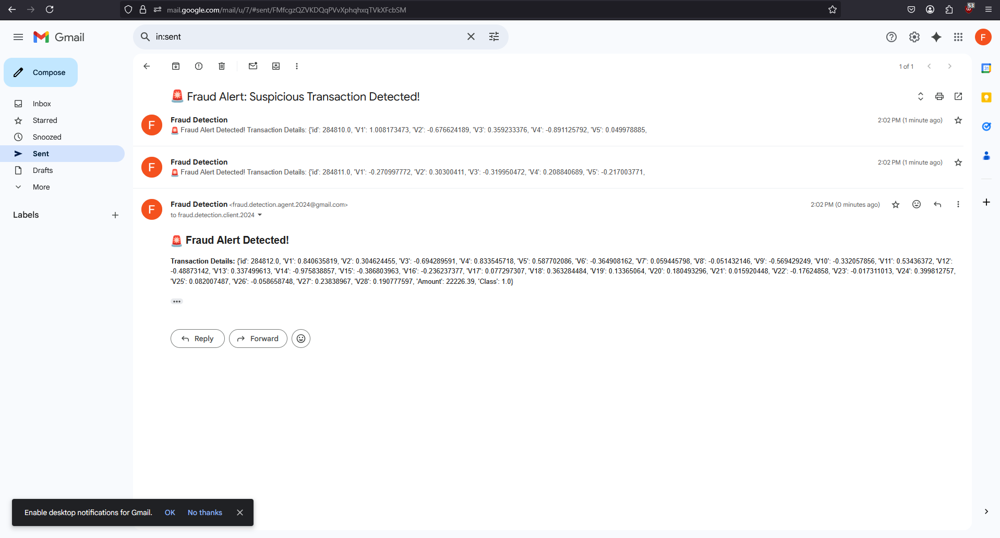 mail.google.com/mail/u/7/#sent/FMfcgzQZVKDQqPVvXphqhxqTVkXFcbSM
53
Gmail
in:sent
F
Compose
1 of 1
31
Inbox
Starred
Snoozed
Sent
Drafts
More
Labels
🚨 Fraud Alert: Suspicious Transaction Detected!
F
Fraud Detection
2:02 PM (1 minute ago)
🚨 Fraud Alert Detected! Transaction Details: {'id': 284810.0, 'V1': 1.008173473, 'V2': -0.676624189, 'V3': 0.359233376, 'V4': -0.891125792, 'V5': 0.049978885,
F
Fraud Detection
2:02 PM (1 minute ago)
🚨 Fraud Alert Detected! Transaction Details: {'id': 284811.0, 'V1': -0.270997772, 'V2': 0.30300411, 'V3': -0.319950472, 'V4': 0.208840689, 'V5': -0.217003771,
F
Fraud Detection <fraud.detection.agent.2024@gmail.com>
2:02 PM (0 minutes ago)
to fraud.detection.client.2024
🚨 Fraud Alert Detected!
Transaction Details: {'id': 284812.0, 'V1': 0.840635819, 'V2': 0.304624455, 'V3': -0.694289591, 'V4': 0.833545718, 'V5': 0.587702086, 'V6': -0.364908162, 'V7': 0.059445798, 'V8': -0.051432146, 'V9': -0.569429249, 'V10': -0.332057856, 'V11': 0.53436372, 'V12':
-0.48873142, 'V13': 0.337499613, 'V14': -0.975838857, 'V15': -0.386803963, 'V16': -0.236237377, 'V17': 0.077297307, 'V18': 0.363284484, 'V19': 0.13365064, 'V20': 0.180493296, 'V21': 0.015920448, 'V22': -0.17624858, 'V23': -0.017311013, 'V24': 0.399812757,
'V25': 0.082007487, 'V26': -0.058658748, 'V27': 0.23838967, 'V28': 0.190777597, 'Amount': 22226.39, 'Class': 1.0}
Reply
Forward
Enable desktop notifications for Gmail.
OK
No thanks